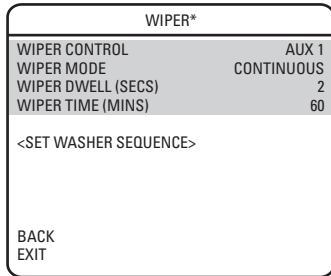 WIPER*
WIPER CONTROL AUX 1
WIPER MODE CONTINUOUS
WIPER DWELL (SECS) 2
WIPER TIME (MINS) 60
<SET WASHER SEQUENCE>
BACK
EXIT